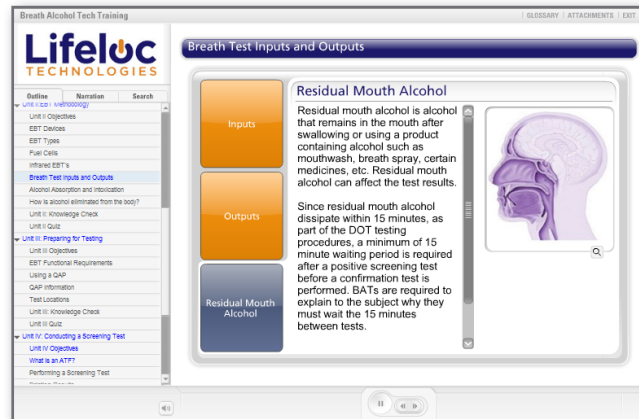 Breath Alcohol Tech Training
GLOSSARY | ATTACHMENTS | EXIT
Lifeloc
TECHNOLOGIES
Outline Narration Search
Unit II:EBT Methodology
Unit II Objectives
EBT Devices
EBT Types
Fuel Cells
Infrared EBT's
Breath Test Inputs and Outputs
Alcohol Absorption and Intoxication
How is alcohol eliminated from the body?
Unit II: Knowledge Check
Unit II Quiz
Unit III: Preparing for Testing
Unit III Objectives
EBT Functional Requirements
Using a QAP
QAP Information
Test Locations
Unit III: Knowledge Check
Unit III Quiz
Unit IV: Conducting a Screening Test
Unit IV Objectives
What is an ATF?
Performing a Screening Test
Breath Test Inputs and Outputs
Inputs
Outputs
Residual Mouth
Alcohol
Residual Mouth Alcohol
Residual mouth alcohol is alcohol
that remains in the mouth after
swallowing or using a product
containing alcohol such as
mouthwash, breath spray, certain
medicines, etc. Residual mouth
alcohol can affect the test results.
Since residual mouth alcohol
dissipate within 15 minutes, as
part of the DOT testing
procedures, a minimum of 15
minute waiting period is required
after a positive screening test
before a confirmation test is
performed. BATs are required to
explain to the subject why they
must wait the 15 minutes
between tests.